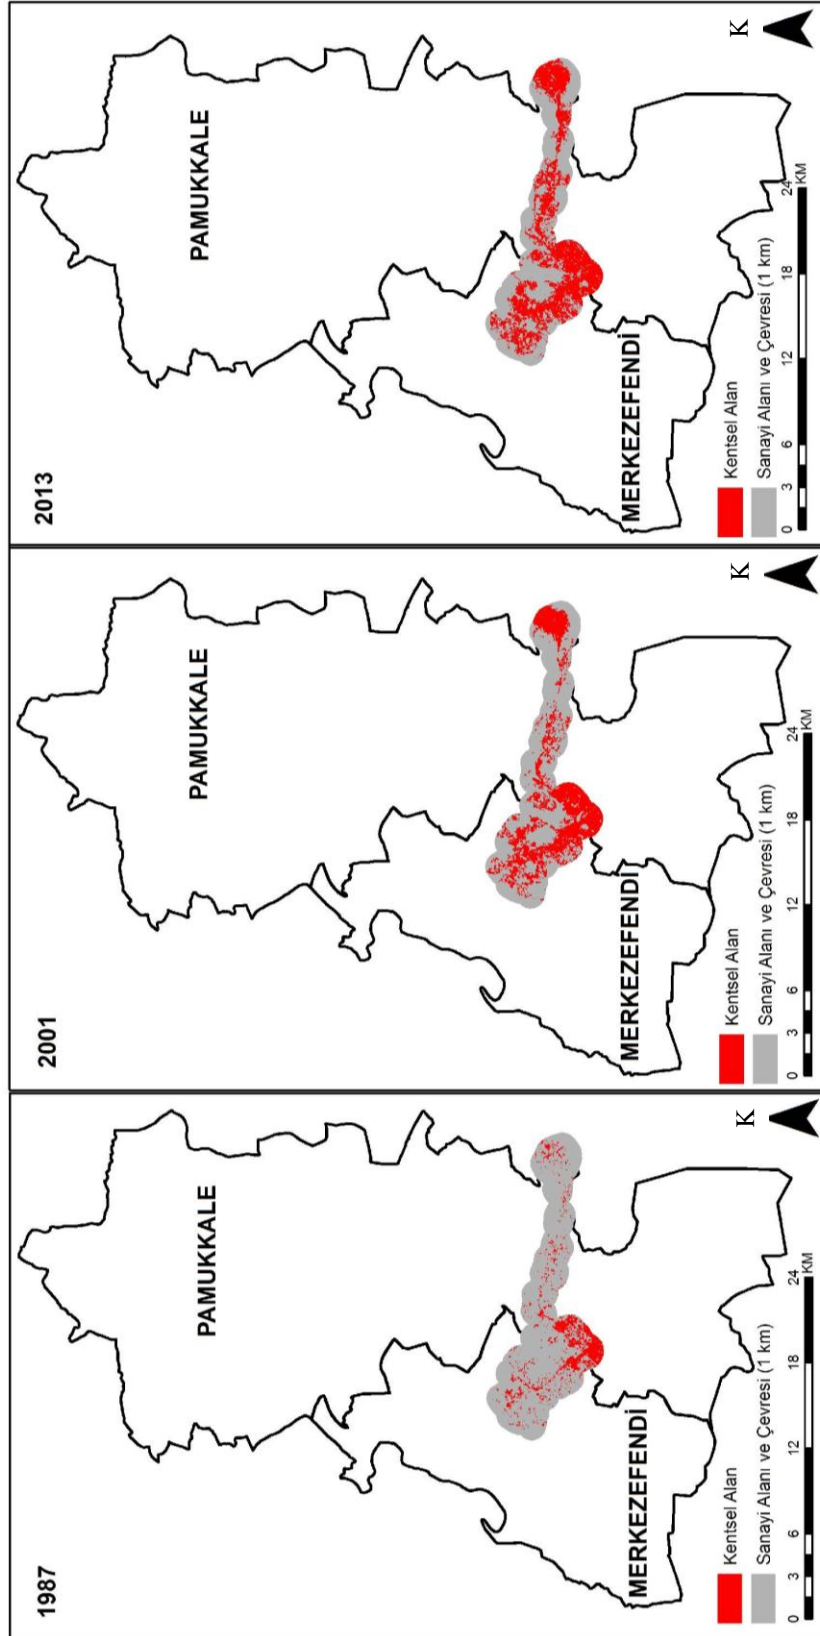 1987
PAMUKKALE
MERKEZEFENDİ
K
Kentsel Alan
Sanayi Alanı ve Çevresi (1 km)
0 3 6 12 18 24
KM
2001
PAMUKKALE
MERKEZEFENDİ
K
Kentsel Alan
Sanayi Alanı ve Çevresi (1 km)
0 3 6 12 18 24
KM
2013
PAMUKKALE
MERKEZEFENDİ
K
Kentsel Alan
Sanayi Alanı ve Çevresi (1 km)
0 3 6 12 18 24
KM